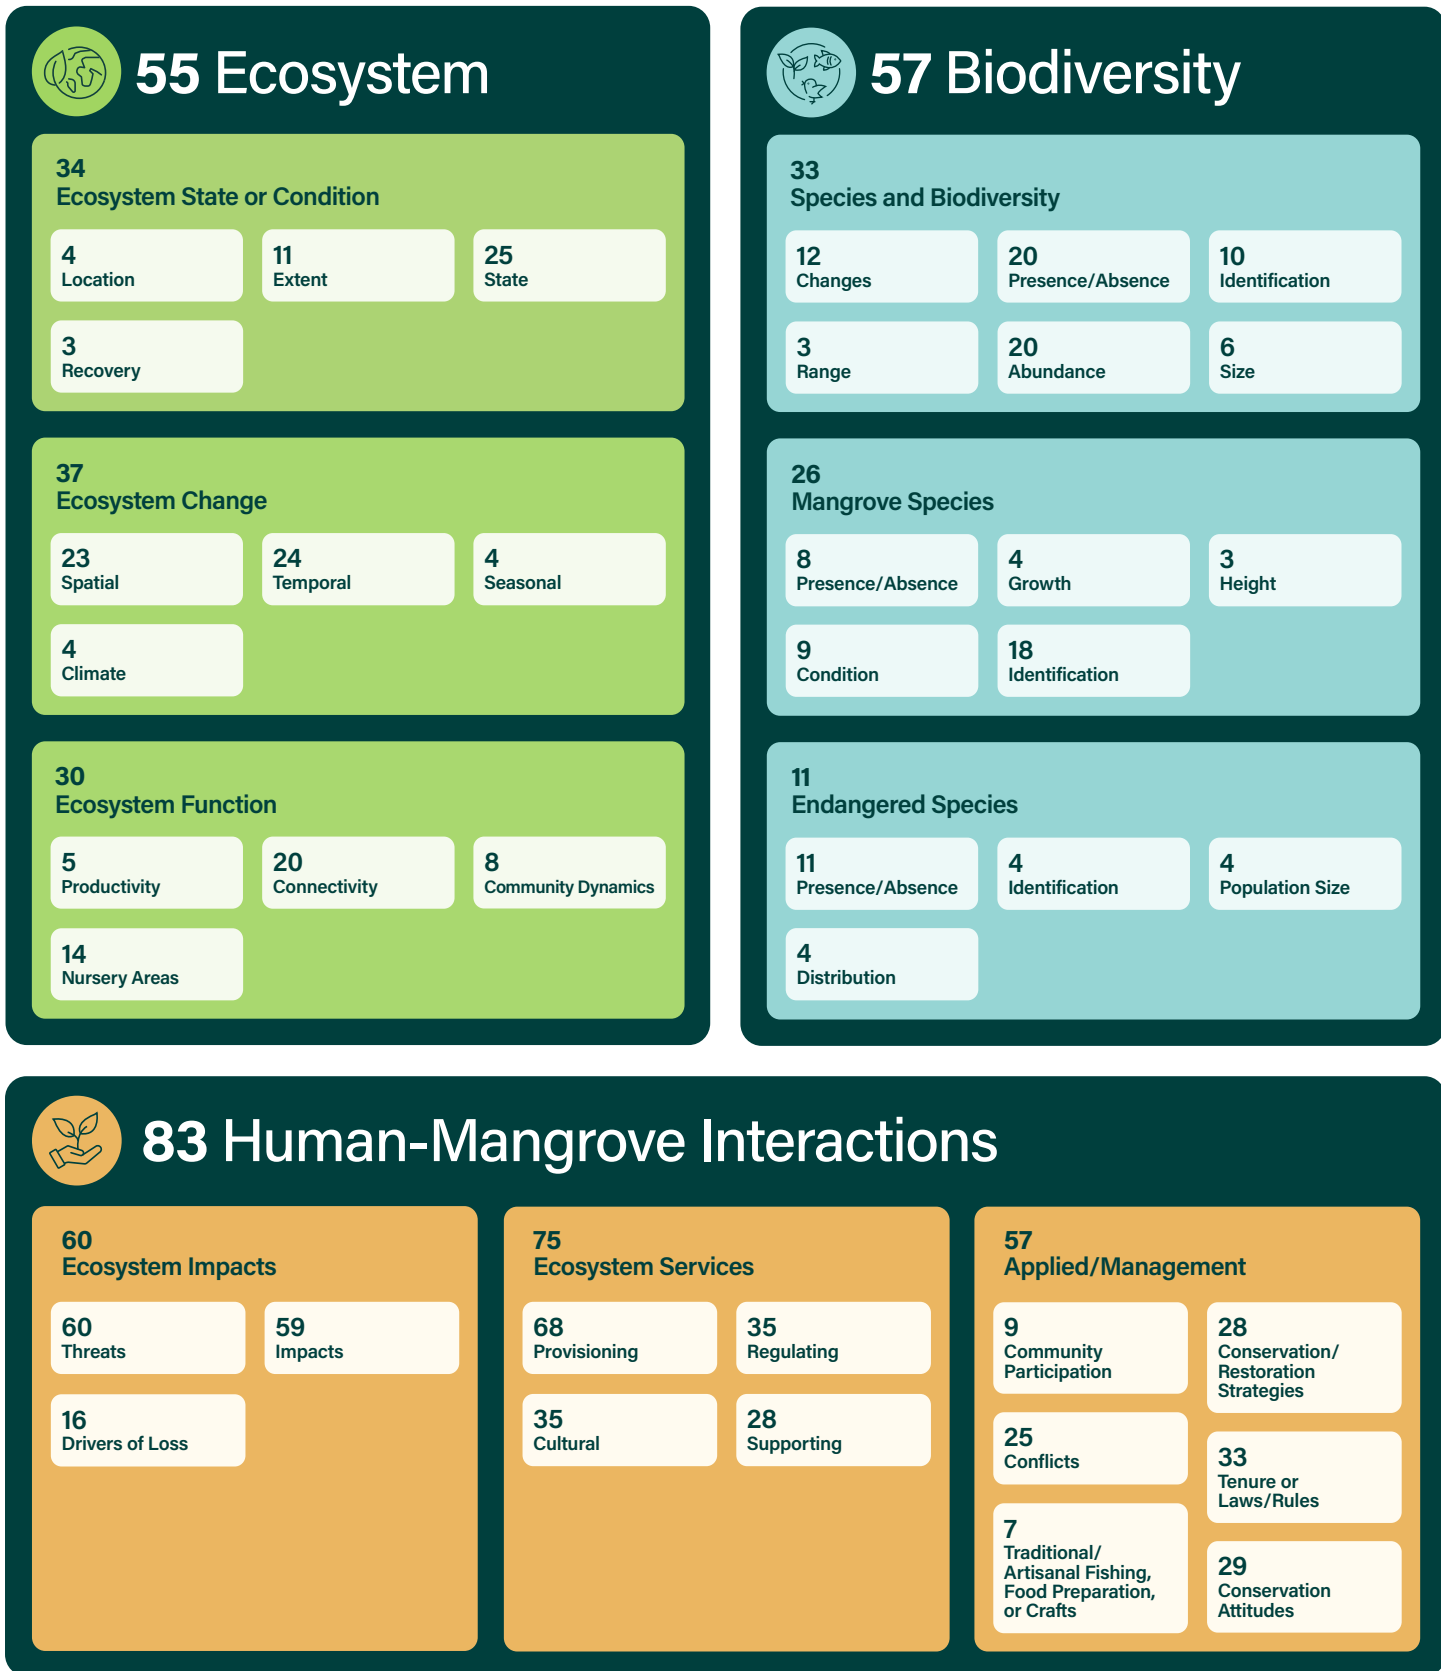 55 Ecosystem
34
Ecosystem State or Condition
4
Location
11
Extent
25
State
3
Recovery
37
Ecosystem Change
23
Spatial
24
Temporal
4
Seasonal
4
Climate
30
Ecosystem Function
5
Productivity
20
Connectivity
8
Community Dynamics
14
Nursery Areas
57 Biodiversity
33
Species and Biodiversity
12
Changes
20
Presence/Absence
10
Identification
3
Range
20
Abundance
6
Size
26
Mangrove Species
8
Presence/Absence
4
Growth
3
Height
9
Condition
18
Identification
11
Endangered Species
11
Presence/Absence
4
Identification
4
Population Size
4
Distribution
83 Human-Mangrove Interactions
60
Ecosystem Impacts
60
Threats
59
Impacts
16
Drivers of Loss
75
Ecosystem Services
68
Provisioning
35
Regulating
35
Cultural
28
Supporting
57
Applied/Management
9
Community
Participation
25
Conflicts
7
Traditional/
Artisanal Fishing,
Food Preparation,
or Crafts
28
Conservation/
Restoration
Strategies
33
Tenure or
Laws/Rules
29
Conservation
Attitudes